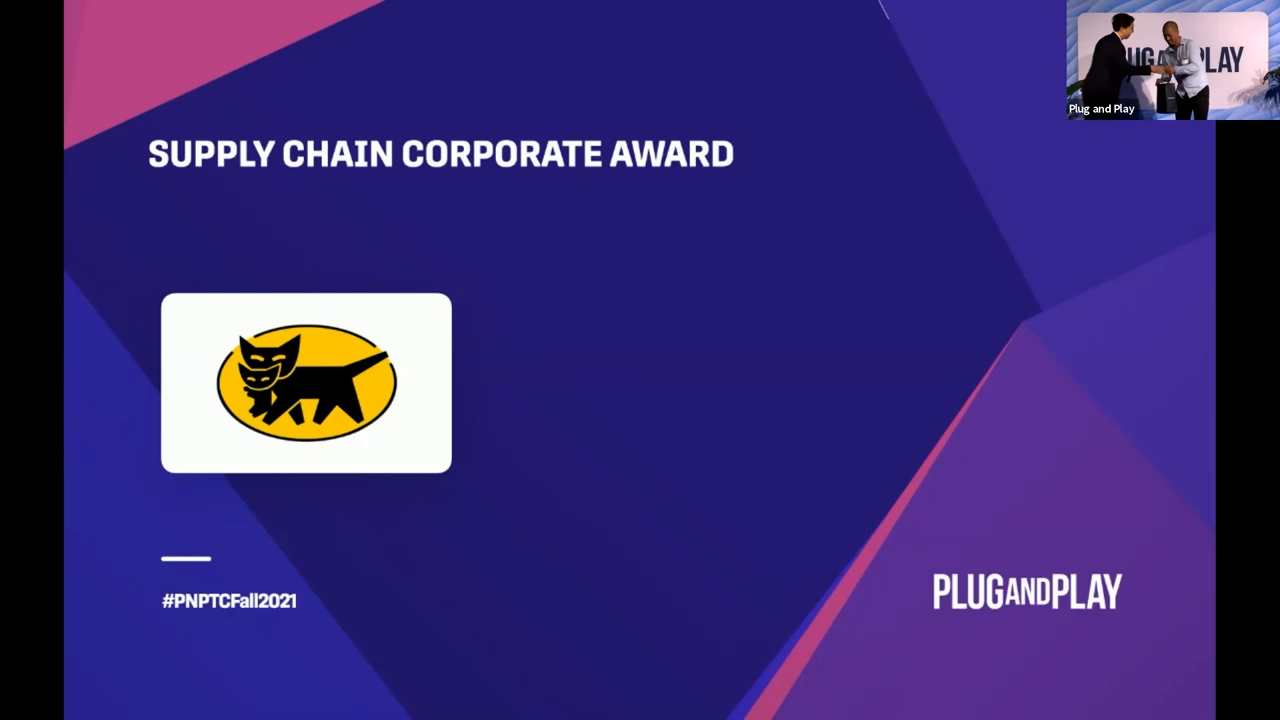 SUPPLY CHAIN CORPORATE AWARD
Plug and Play
#PNPTCFall2021
PLUGANDPLAY